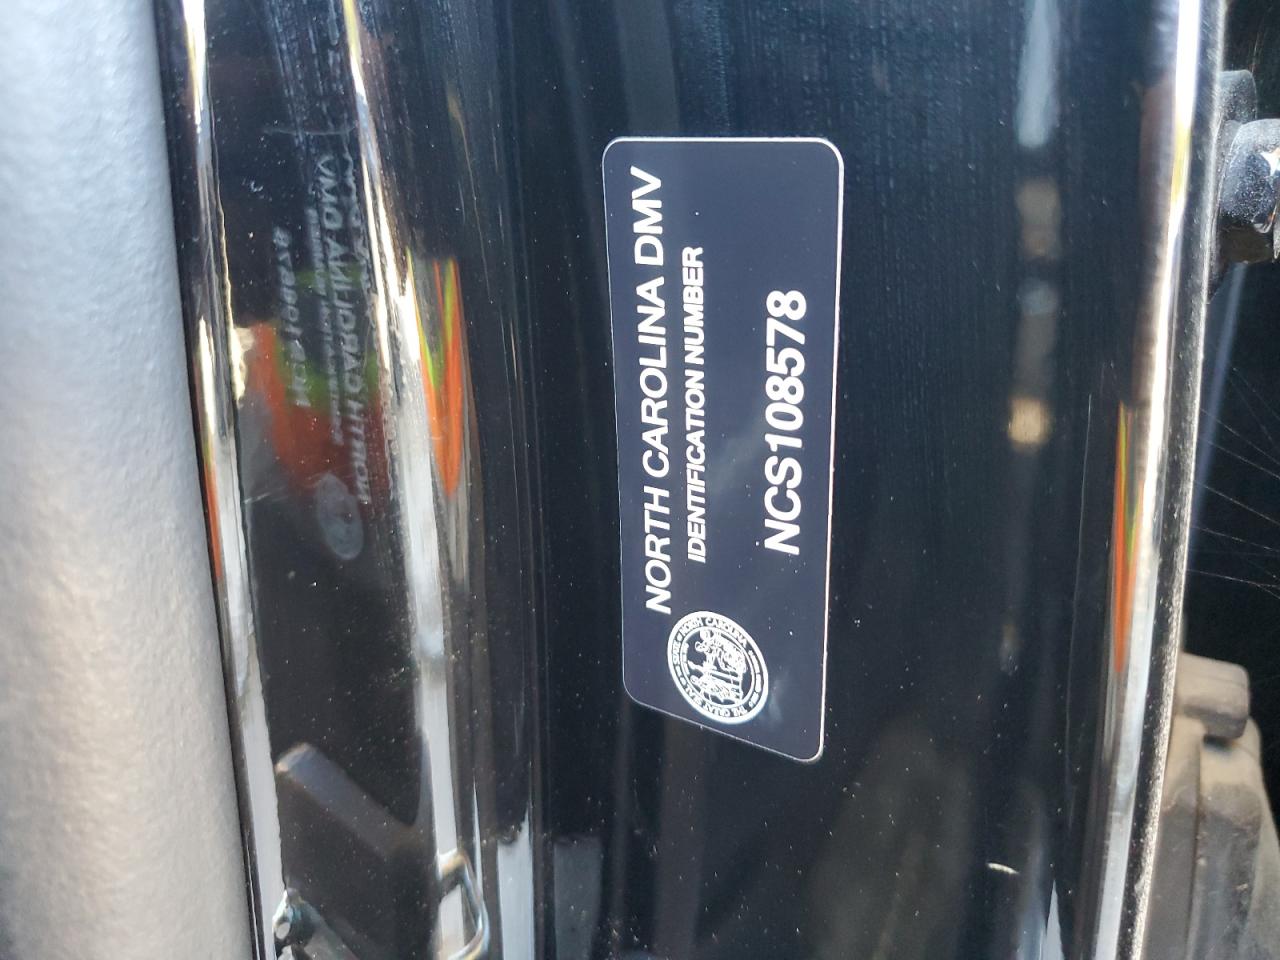 NORTH CAROLINA DMV
IDENTIFICATION NUMBER
NCS108578